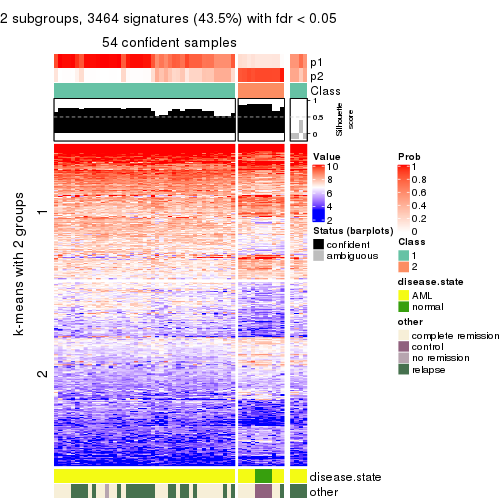 2 subgroups, 3464 signatures (43.5%) with fdr < 0.05
54 confident samples
p1
p2
Class
1
0.5
0
Silhouette
score
k-means with 2 groups
1
2
Value
10
8
6
4
2
Status (barplots)
confident
ambiguous
Prob
1
0.8
0.6
0.4
0.2
0
Class
1
2
disease.state
AML
normal
other
complete remission
control
no remission
relapse
disease.state
other